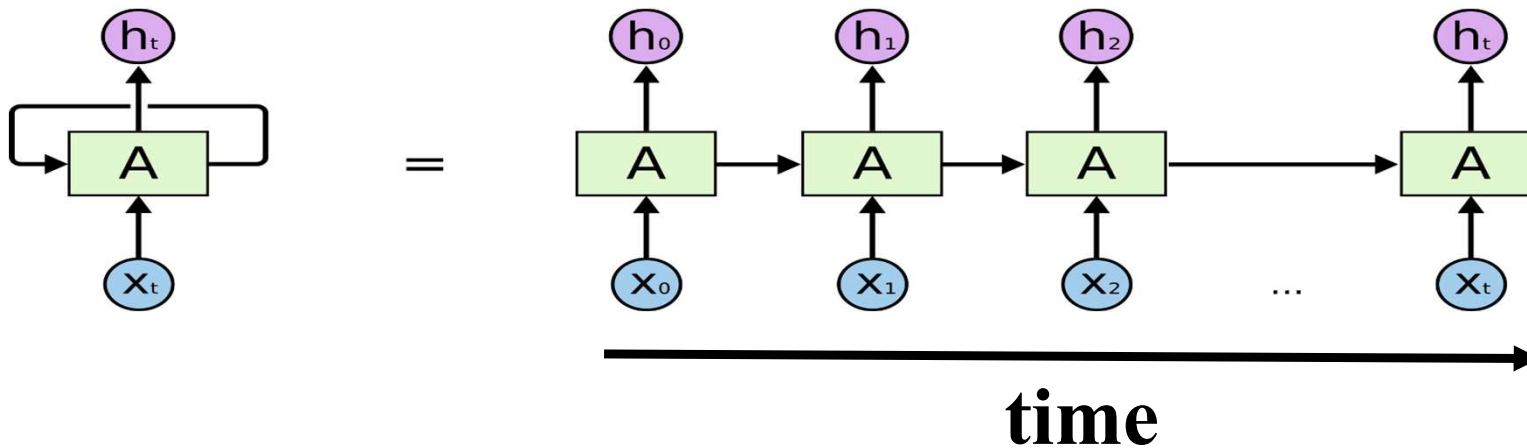 hₜ h₀ h₁ h₂ hₜ
A = A A A A
xₜ x₀ x₁ x₂ ... xₜ
time